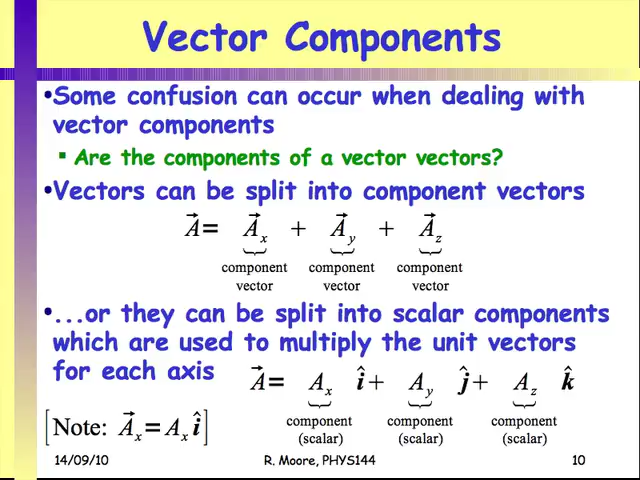 Vector Components
•Some confusion can occur when dealing with
vector components
▪ Are the components of a vector vectors?
•Vectors can be split into component vectors
A⃗= A⃗x + A⃗y + A⃗z
component component component
vector vector vector
•...or they can be split into scalar components
which are used to multiply the unit vectors
for each axis A⃗= Ax î+ Ay ĵ+ Az k̂
component component component
(scalar) (scalar) (scalar)
[Note: A⃗x=Ax î]
14/09/10 R. Moore, PHYS144 10